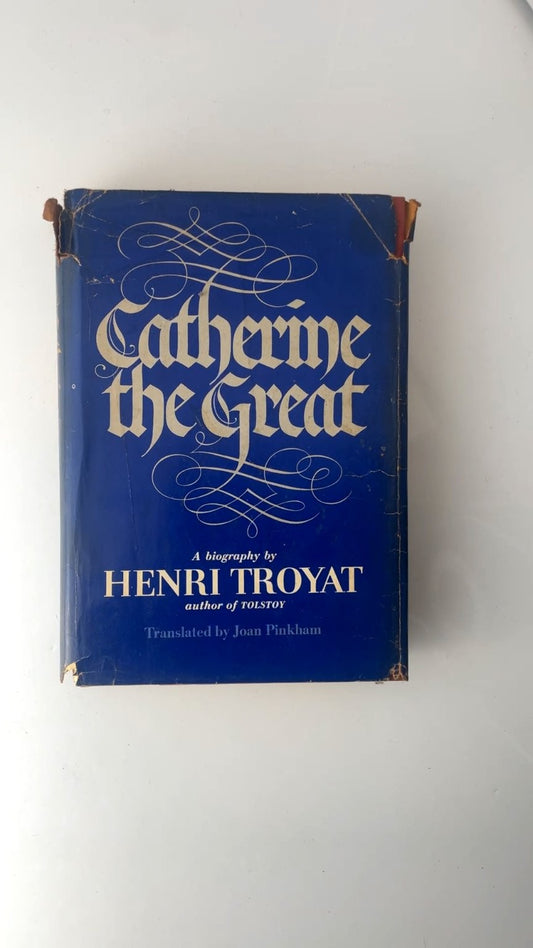 Catherine
the Great
A biography by
HENRI TROYAT
author of TOLSTOY
Translated by Joan Pinkham